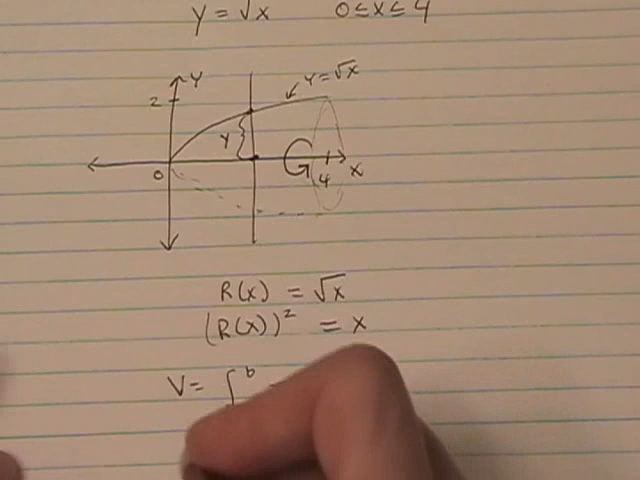 Y = √x 0 ≤ x ≤ 4
Y
2
Y = √x
Y
0
4
x
R(x) = √x
(R(x))² = x
V = ∫ b